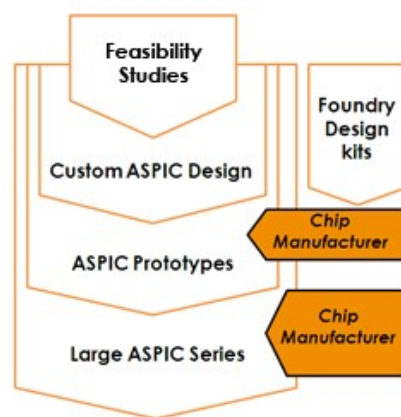 Feasibility
Studies
Foundry
Design
kits
Custom ASPIC Design
Chip
Manufacturer
ASPIC Prototypes
Chip
Manufacturer
Large ASPIC Series